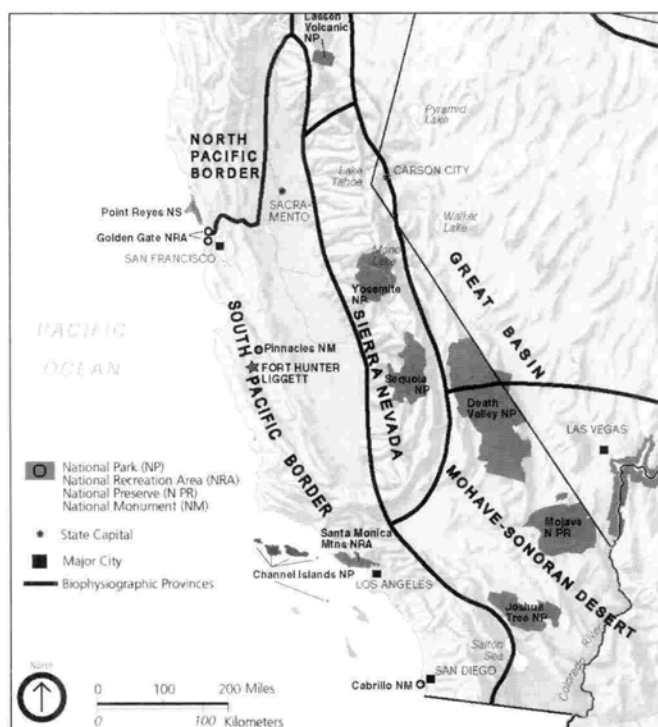 Lassen
Volcanic
NP
Pyramid
Lake
NORTH
PACIFIC
BORDER
Lake
Tahoe
CARSON CITY
SACRA-
MENTO
Point Reyes NS
Walker
Lake
Golden Gate NRA
SAN FRANCISCO
Mono
Lake
Yosemite
NP
GREAT BASIN
PACIFIC
OCEAN
SOUTH PACIFIC BORDER
SIERRA NEVADA
Pinnacles NM
FORT HUNTER
LIGGETT
Sequoia
NP
Death
Valley NP
LAS VEGAS
MOHAVE-SONORAN DESERT
National Park (NP)
National Recreation Area (NRA)
National Preserve (N PR)
National Monument (NM)
State Capital
Major City
Biophysiographic Provinces
Mojave
N PR
Santa Monica
Mtns NRA
Channel Islands NP
LOS ANGELES
Joshua
Tree NP
Salton
Sea
Colorado River
SAN DIEGO
Cabrillo NM
North
0 100 200 Miles
0 100 Kilometers